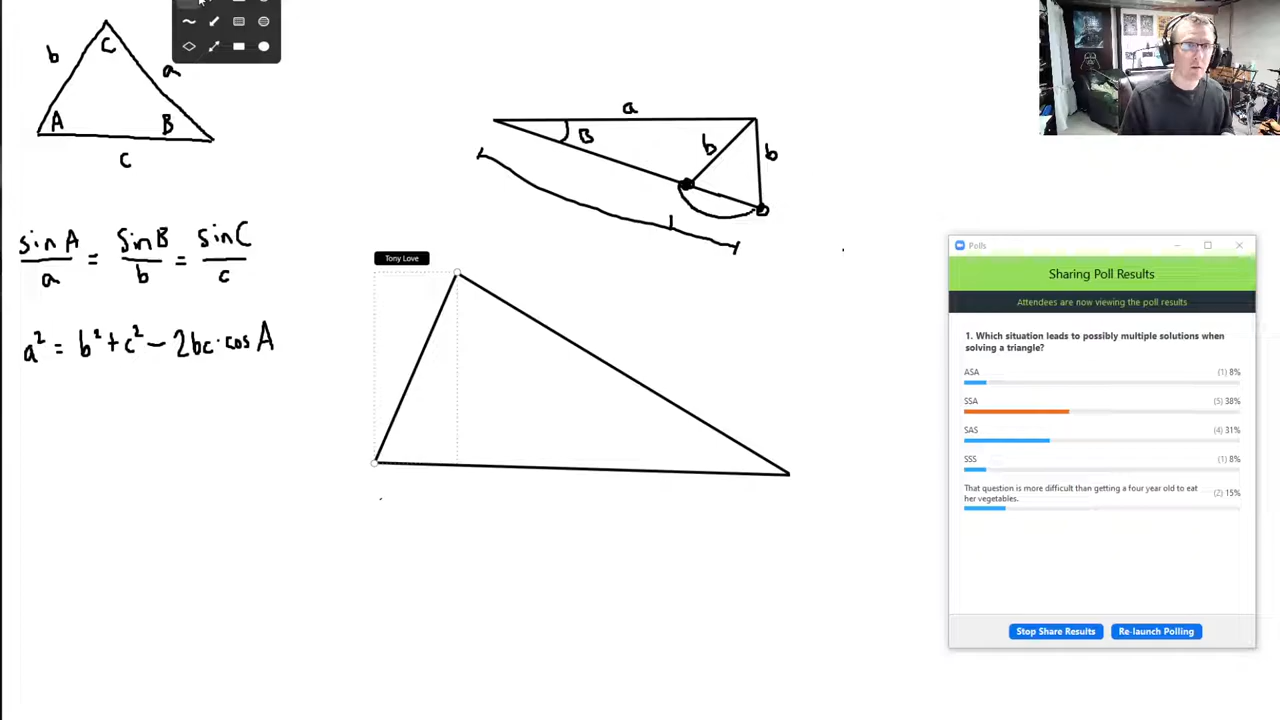 b
C
a
A
B
c
sin A / a = sin B / b = sin C / c
a² = b² + c² - 2bc·cos A
a
B
b
b
Tony Love
Polls
Sharing Poll Results
Attendees are now viewing the poll results
1. Which situation leads to possibly multiple solutions when
solving a triangle?
ASA (1) 8%
SSA (5) 38%
SAS (4) 31%
SSS (1) 8%
That question is more difficult than getting a four year old to eat
her vegetables. (2) 15%
Stop Share Results Re-launch Polling